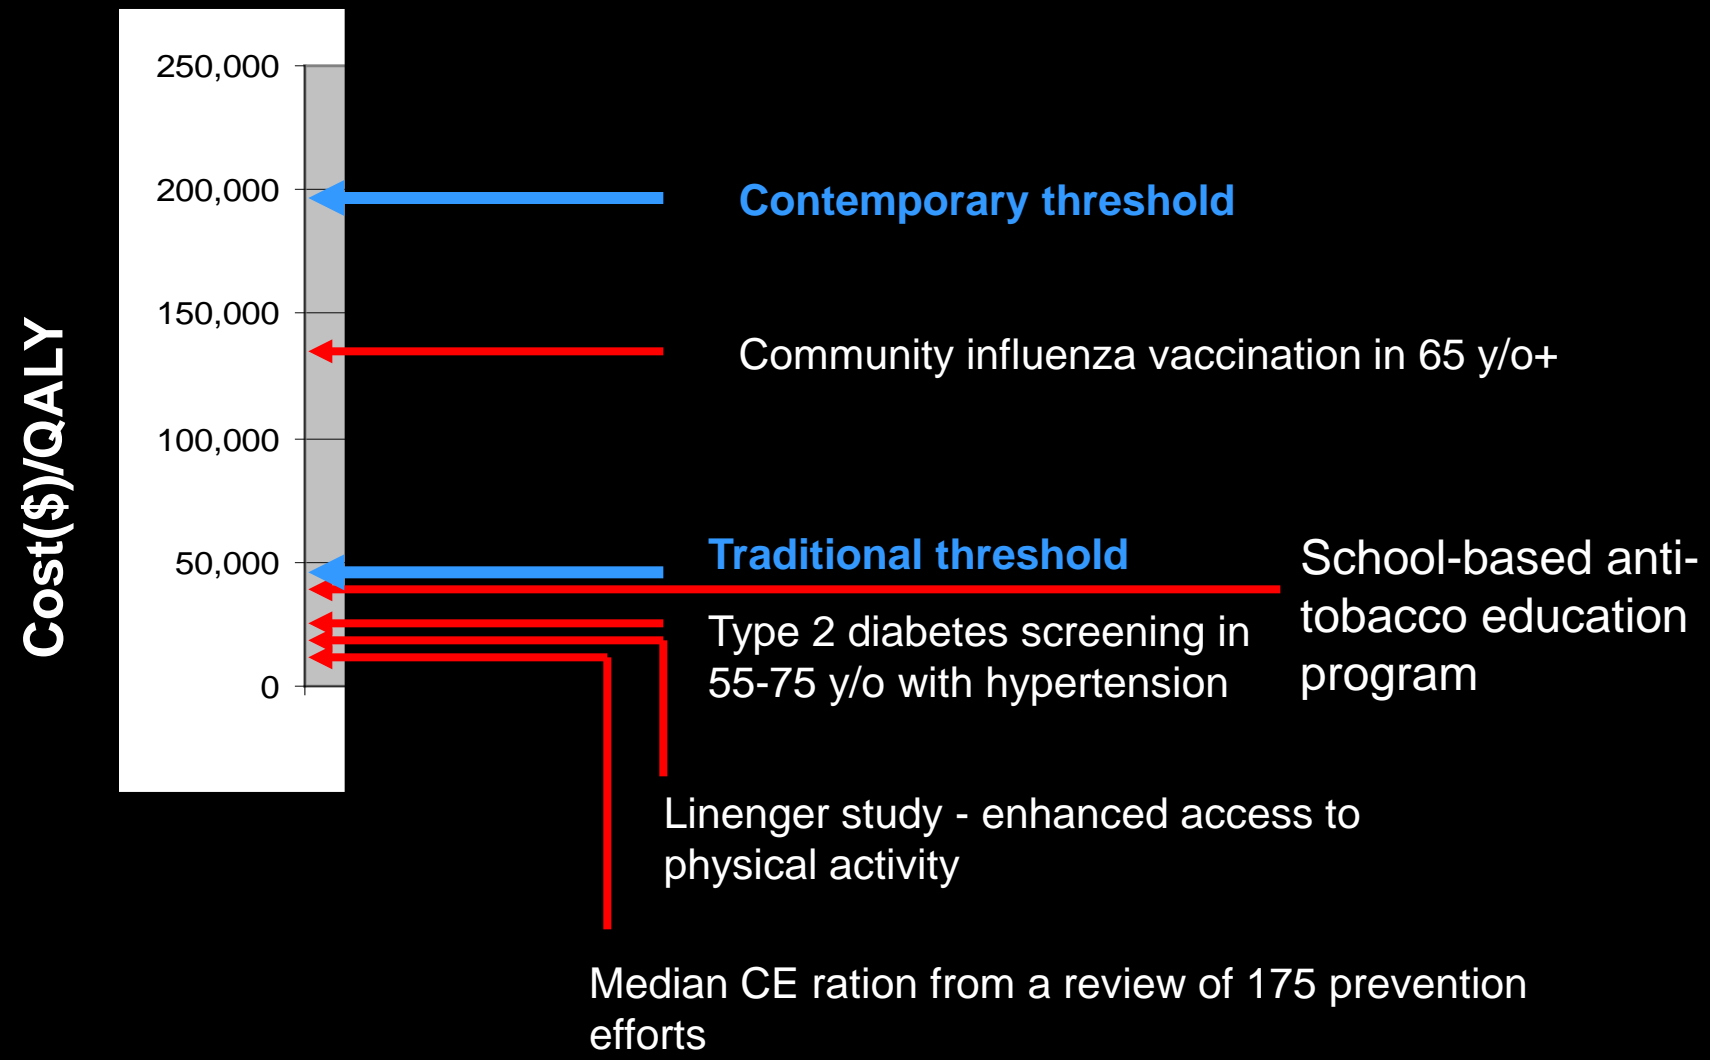 Cost($)/QALY
250,000
200,000
150,000
100,000
50,000
0
Contemporary threshold
Community influenza vaccination in 65 y/o+
Traditional threshold
School-based anti-
tobacco education
program
Type 2 diabetes screening in
55-75 y/o with hypertension
Linenger study - enhanced access to
physical activity
Median CE ration from a review of 175 prevention
efforts